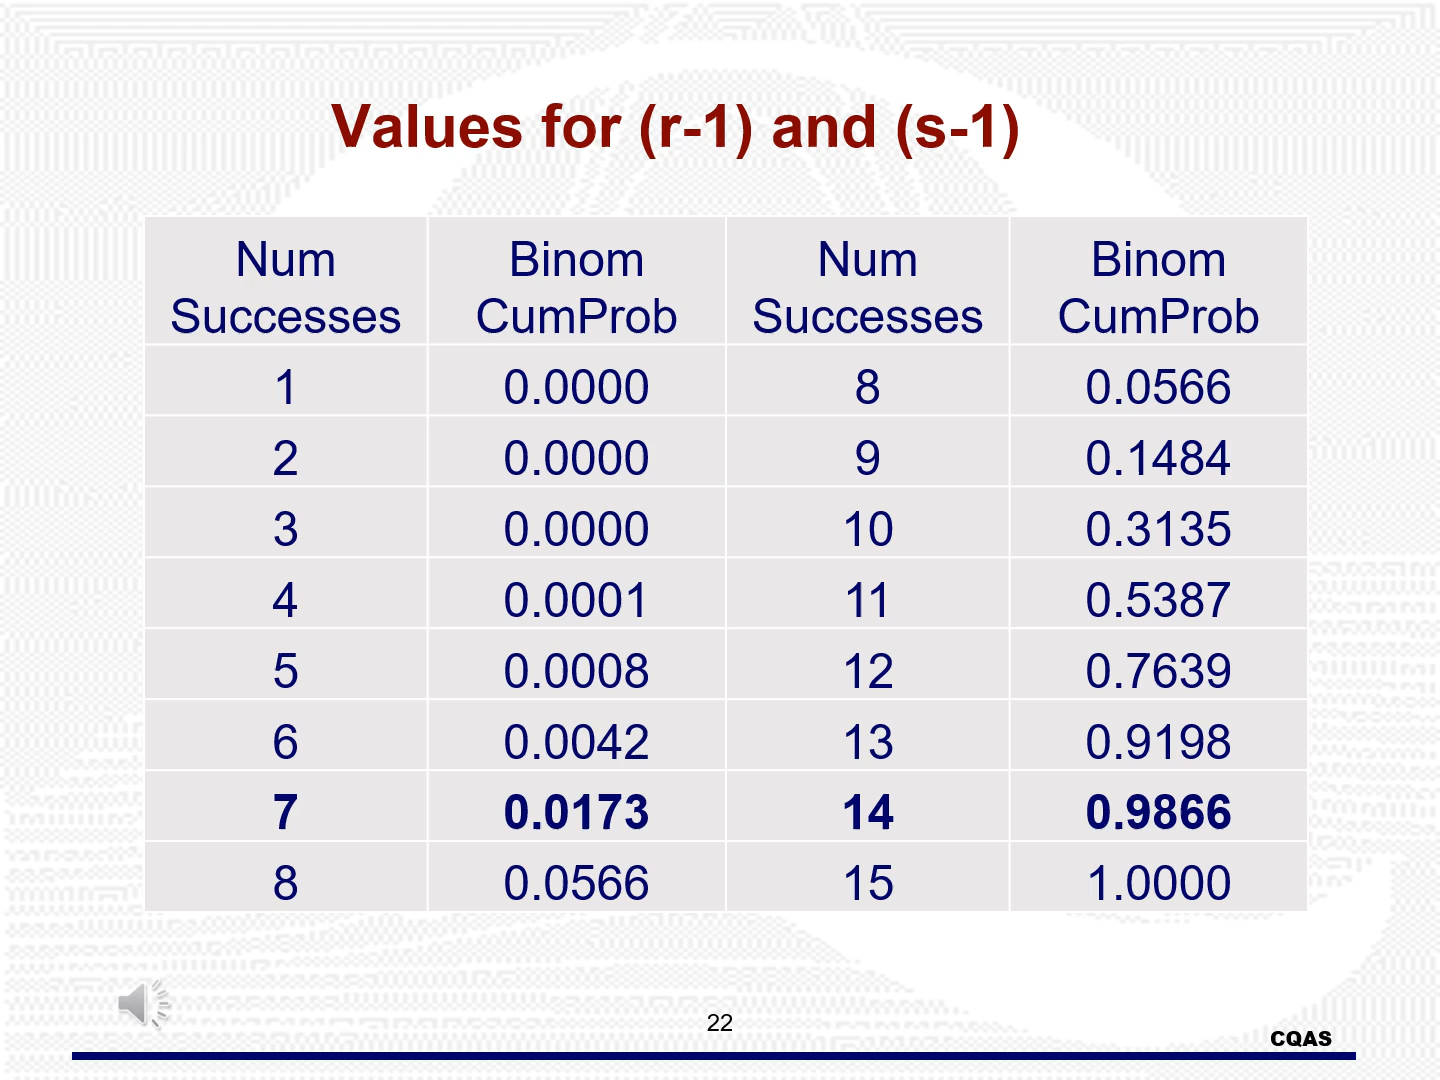 Values for (r-1) and (s-1)
Num Successes Binom CumProb Num Successes Binom CumProb
1 0.0000 8 0.0566
2 0.0000 9 0.1484
3 0.0000 10 0.3135
4 0.0001 11 0.5387
5 0.0008 12 0.7639
6 0.0042 13 0.9198
7 0.0173 14 0.9866
8 0.0566 15 1.0000
22
CQAS